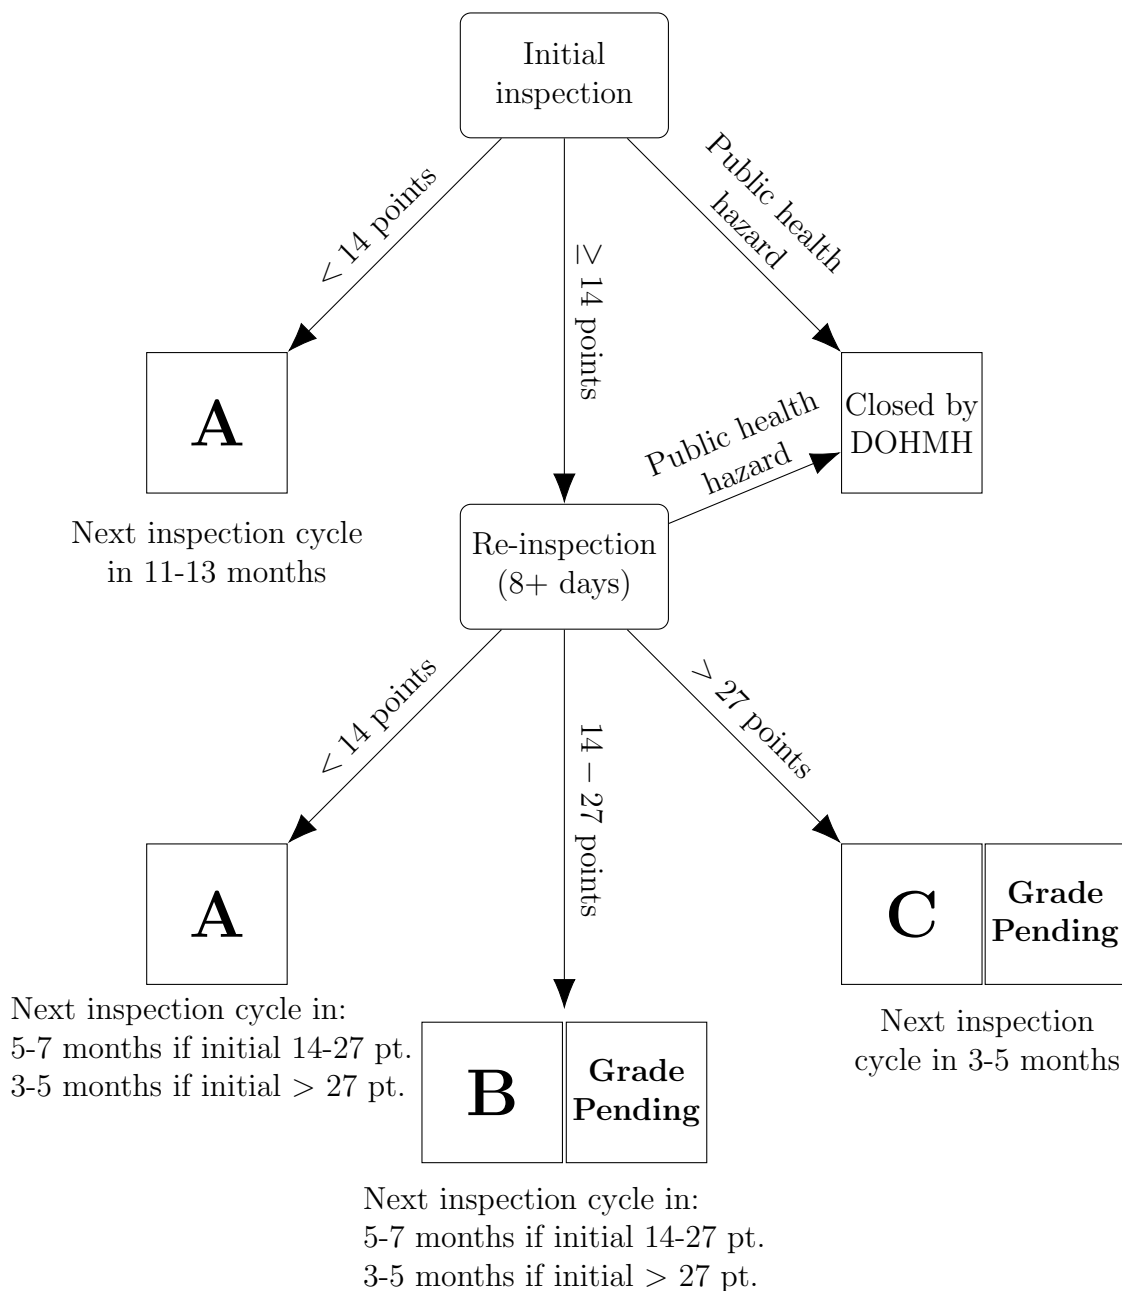 Initial
inspection
< 14 points
≥ 14 points
Public health
hazard
A
Next inspection cycle
in 11-13 months
Closed by
DOHMH
Public health
hazard
Re-inspection
(8+ days)
< 14 points
14 − 27 points
> 27 points
A
Next inspection cycle in:
5-7 months if initial 14-27 pt.
3-5 months if initial > 27 pt.
B
Grade
Pending
Next inspection cycle in:
5-7 months if initial 14-27 pt.
3-5 months if initial > 27 pt.
C
Grade
Pending
Next inspection
cycle in 3-5 months